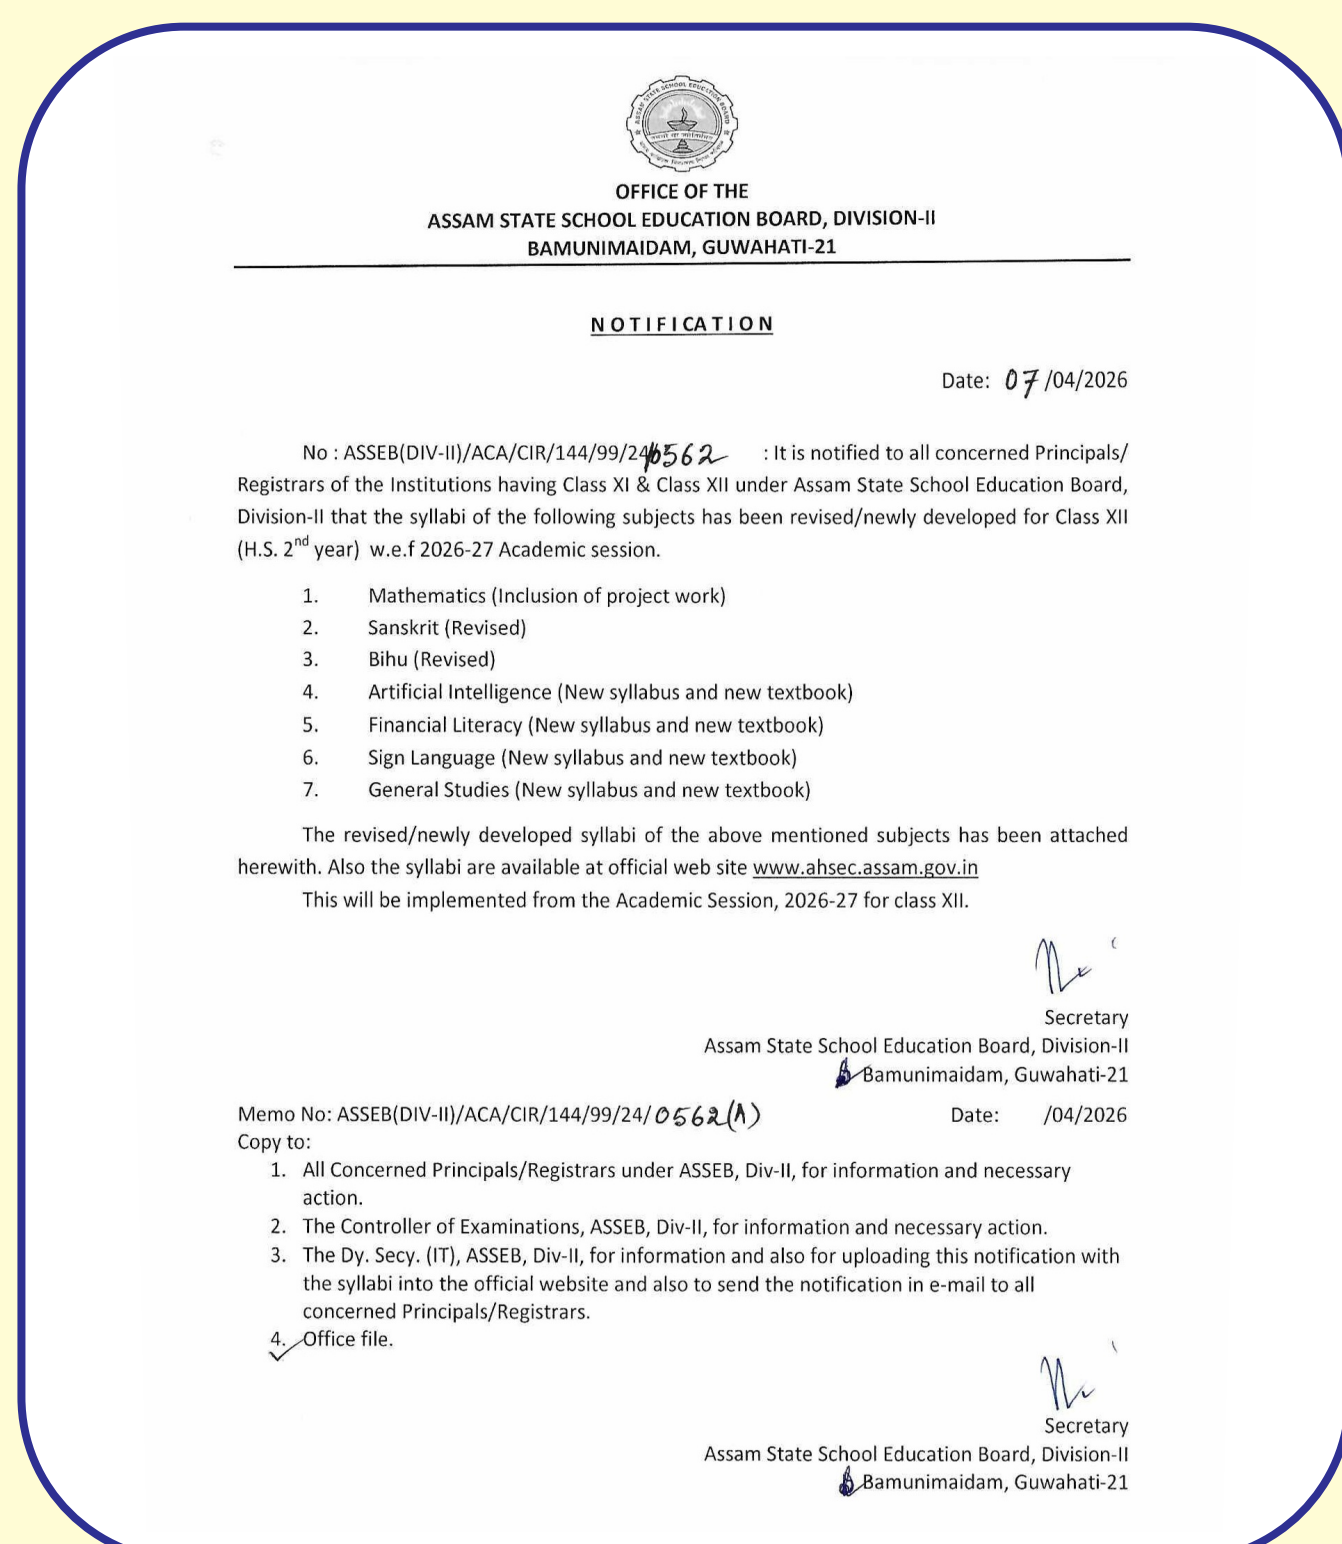 ASSAM STATE SCHOOL EDUCATION BOARD
OFFICE OF THE
ASSAM STATE SCHOOL EDUCATION BOARD, DIVISION-II
BAMUNIMAIDAM, GUWAHATI-21
NOTIFICATION
Date: 07/04/2026
No : ASSEB(DIV-II)/ACA/CIR/144/99/24/0562 : It is notified to all concerned Principals/
Registrars of the Institutions having Class XI & Class XII under Assam State School Education Board,
Division-II that the syllabi of the following subjects has been revised/newly developed for Class XII
(H.S. 2nd year) w.e.f 2026-27 Academic session.
1. Mathematics (Inclusion of project work)
2. Sanskrit (Revised)
3. Bihu (Revised)
4. Artificial Intelligence (New syllabus and new textbook)
5. Financial Literacy (New syllabus and new textbook)
6. Sign Language (New syllabus and new textbook)
7. General Studies (New syllabus and new textbook)
The revised/newly developed syllabi of the above mentioned subjects has been attached
herewith. Also the syllabi are available at official web site www.ahsec.assam.gov.in
This will be implemented from the Academic Session, 2026-27 for class XII.
Secretary
Assam State School Education Board, Division-II
Bamunimaidam, Guwahati-21
Memo No: ASSEB(DIV-II)/ACA/CIR/144/99/24/0562(A) Date: /04/2026
Copy to:
1. All Concerned Principals/Registrars under ASSEB, Div-II, for information and necessary
action.
2. The Controller of Examinations, ASSEB, Div-II, for information and necessary action.
3. The Dy. Secy. (IT), ASSEB, Div-II, for information and also for uploading this notification with
the syllabi into the official website and also to send the notification in e-mail to all
concerned Principals/Registrars.
4. Office file.
Secretary
Assam State School Education Board, Division-II
Bamunimaidam, Guwahati-21